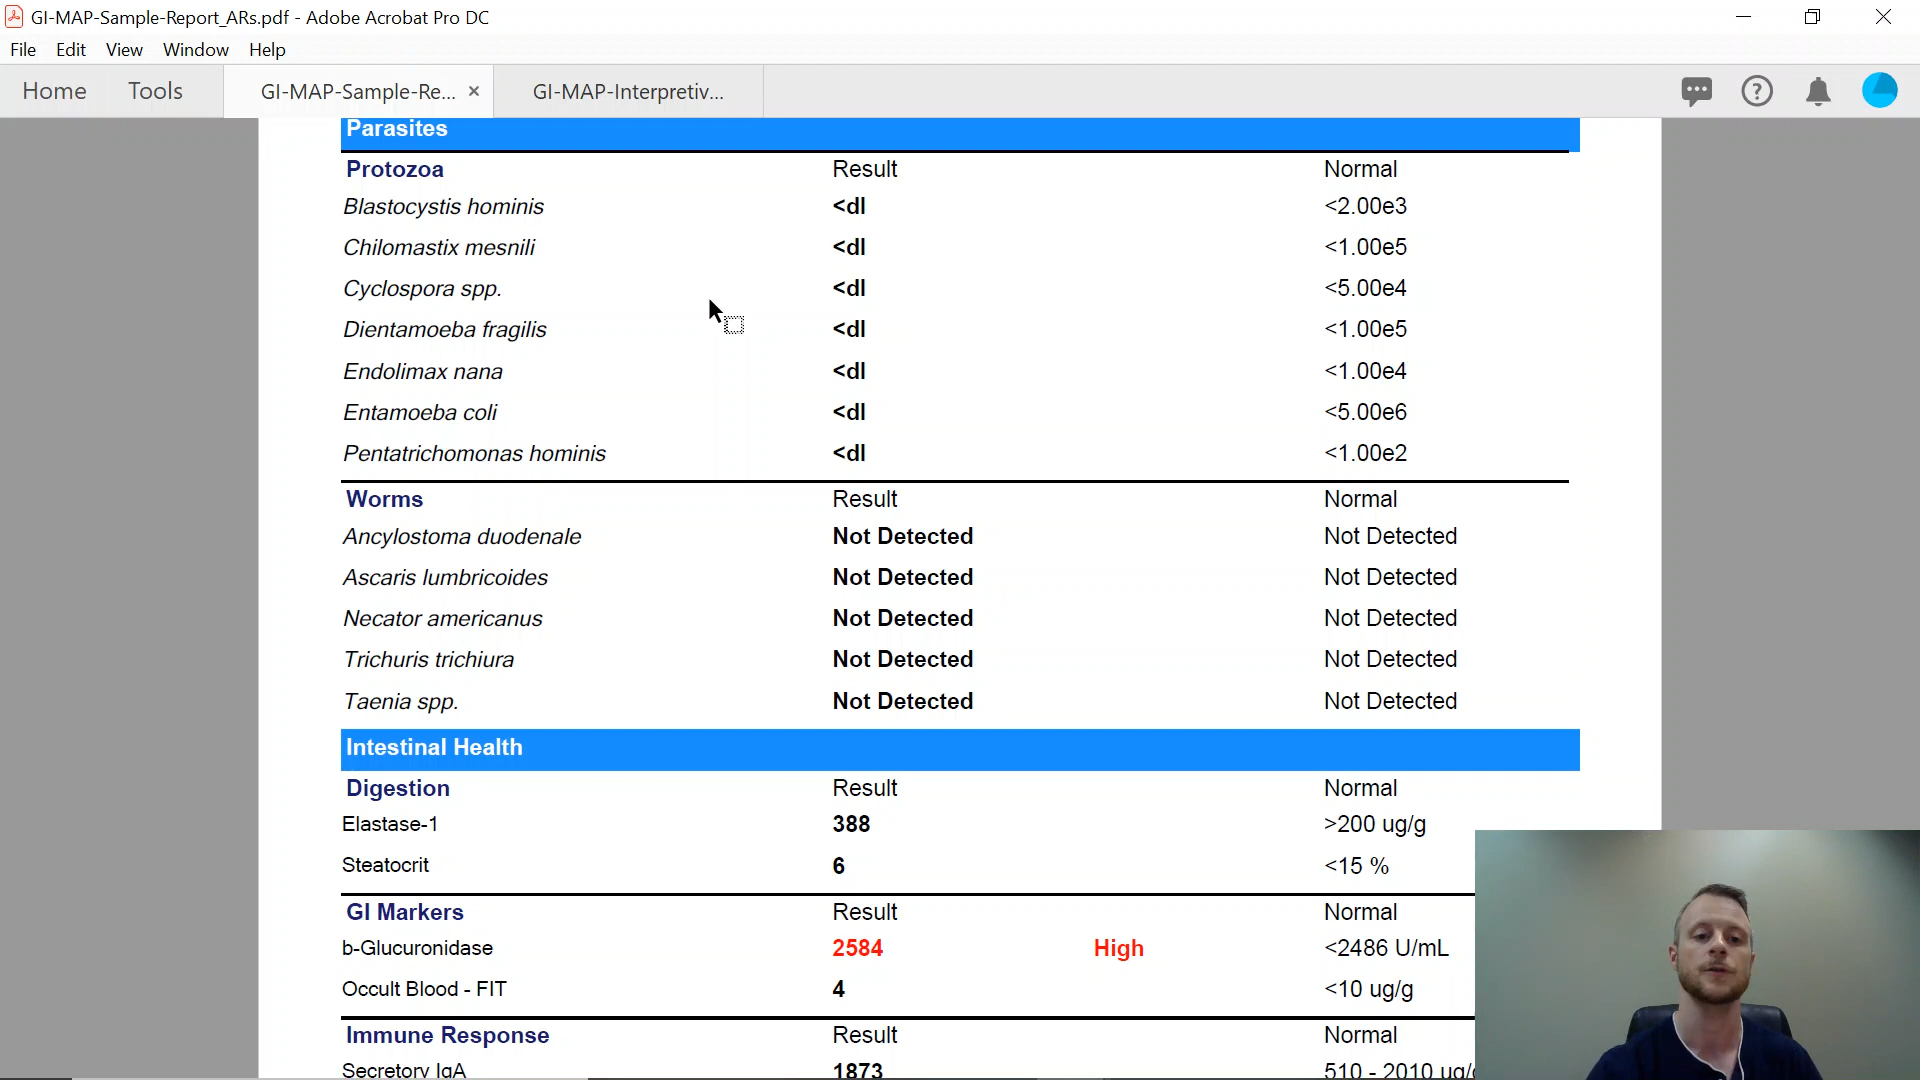 GI-MAP-Sample-Report_ARs.pdf - Adobe Acrobat Pro DC
File Edit View Window Help
Home Tools GI-MAP-Sample-Re... × GI-MAP-Interpretiv...
Parasites
Protozoa Result Normal
Blastocystis hominis <dl <2.00e3
Chilomastix mesnili <dl <1.00e5
Cyclospora spp. <dl <5.00e4
Dientamoeba fragilis <dl <1.00e5
Endolimax nana <dl <1.00e4
Entamoeba coli <dl <5.00e6
Pentatrichomonas hominis <dl <1.00e2
Worms Result Normal
Ancylostoma duodenale Not Detected Not Detected
Ascaris lumbricoides Not Detected Not Detected
Necator americanus Not Detected Not Detected
Trichuris trichiura Not Detected Not Detected
Taenia spp. Not Detected Not Detected
Intestinal Health
Digestion Result Normal
Elastase-1 388 >200 ug/g
Steatocrit 6 <15 %
GI Markers Result Normal
b-Glucuronidase 2584 High <2486 U/mL
Occult Blood - FIT 4 <10 ug/g
Immune Response Result Normal
Secretory IgA 1873 510 - 2010